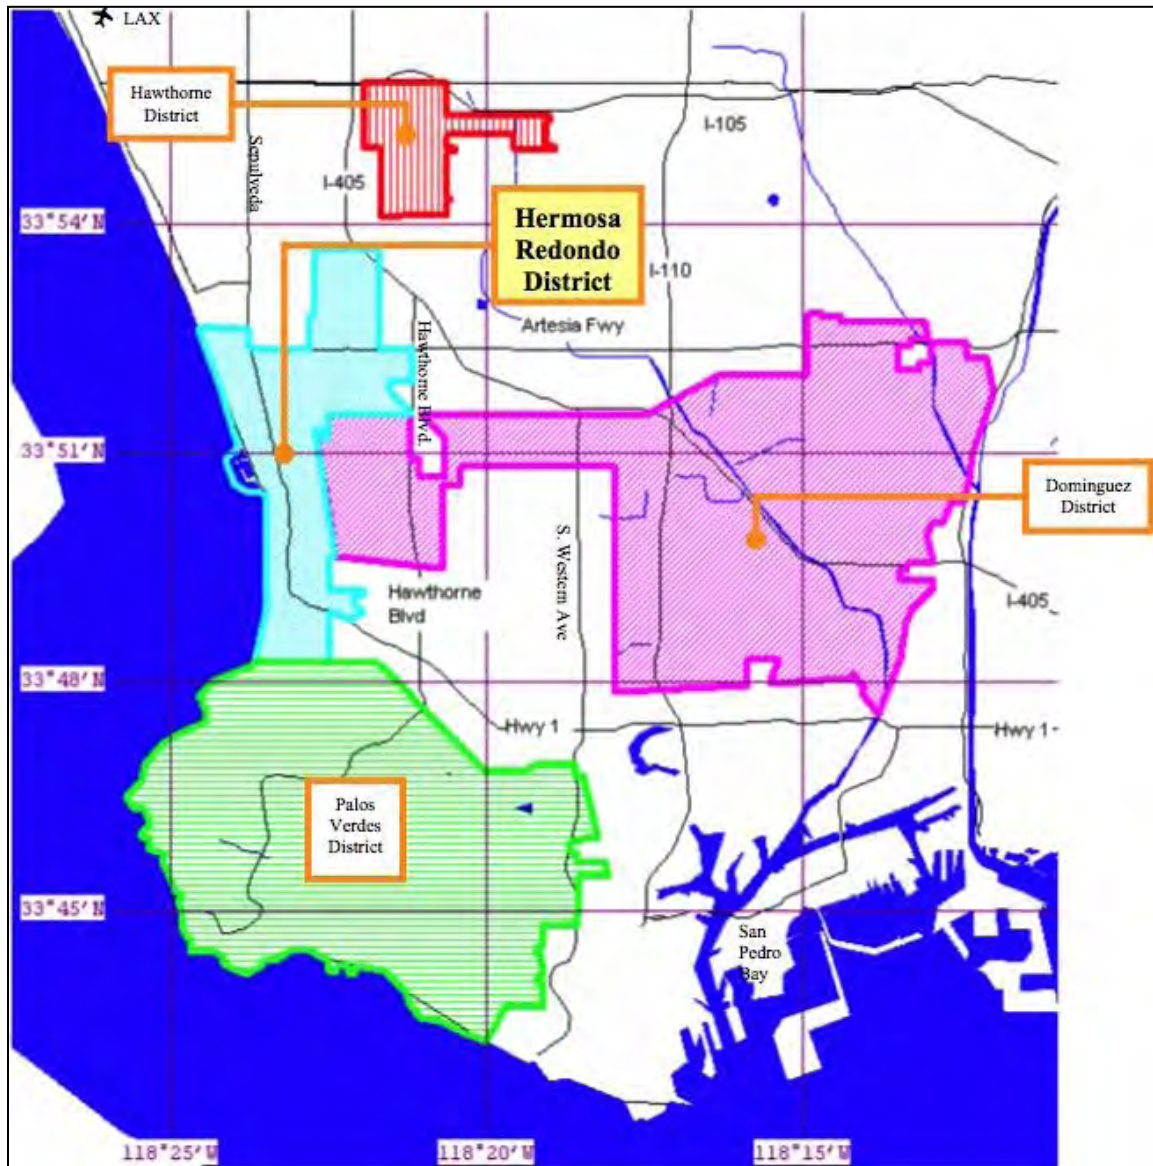 LAX
Hawthorne
District
I-105
Sepulveda
I-405
33°54'N
Hermosa
Redondo
District
I-110
Artesia Fwy
Hawthorne Blvd.
33°51'N
Dominguez
District
S. Western Ave
Hawthorne
Blvd
I-405
33°48'N
Hwy 1
Hwy 1
Palos
Verdes
District
33°45'N
San
Pedro
Bay
118°25'W
118°20'W
118°15'W